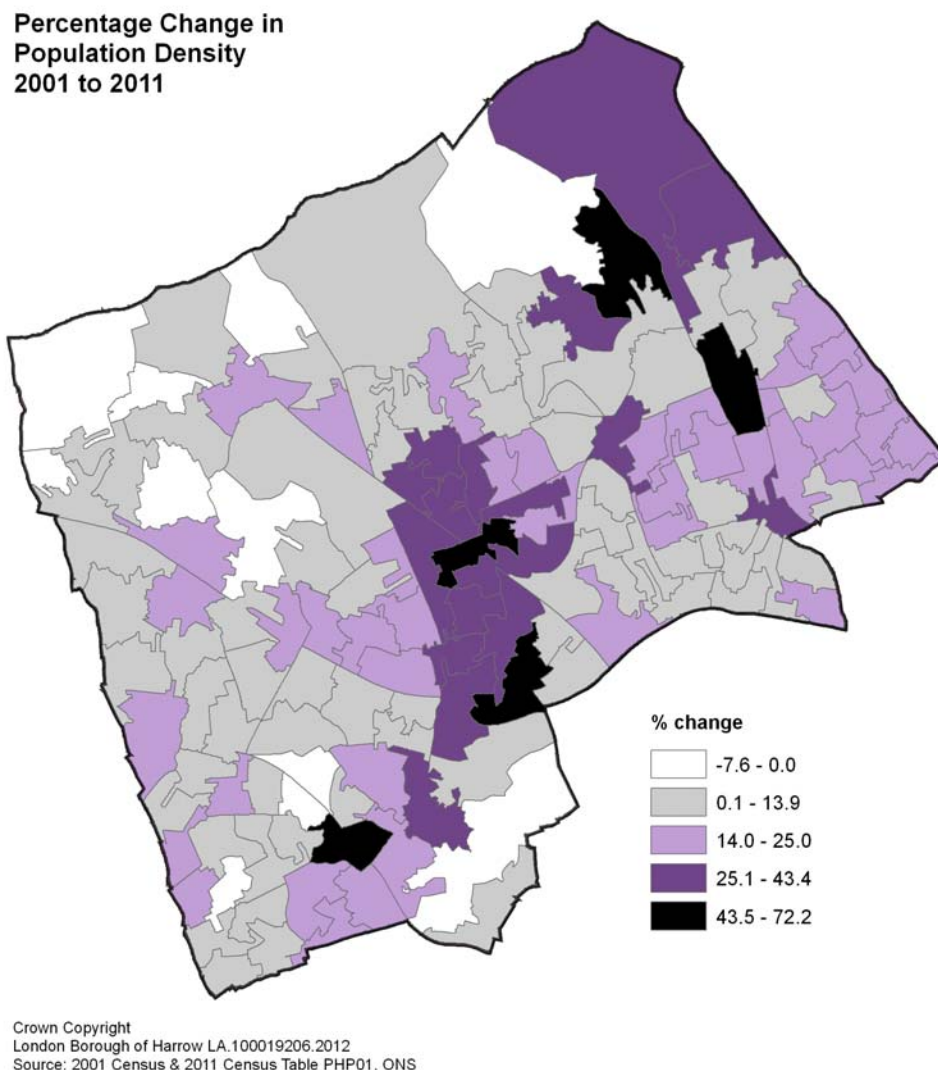 Percentage Change in
Population Density
2001 to 2011
% change
-7.6 - 0.0
0.1 - 13.9
14.0 - 25.0
25.1 - 43.4
43.5 - 72.2
Crown Copyright
London Borough of Harrow LA.100019206.2012
Source: 2001 Census & 2011 Census Table PHP01, ONS